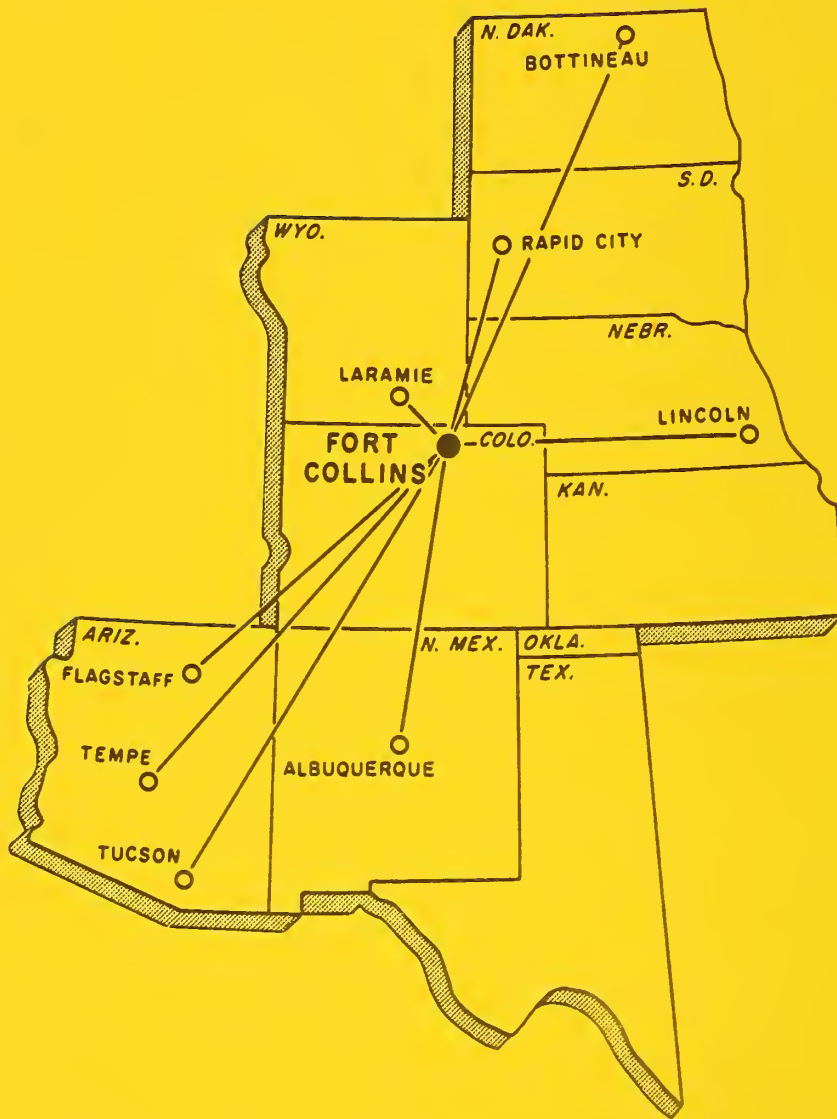 N. DAK.
BOTTINEAU
S.D.
WYO.
RAPID CITY
NEBR.
LARAMIE
LINCOLN
FORT
COLLINS
COLO.
KAN.
ARIZ.
N. MEX.
OKLA.
TEX.
FLAGSTAFF
TEMPE
ALBUQUERQUE
TUCSON